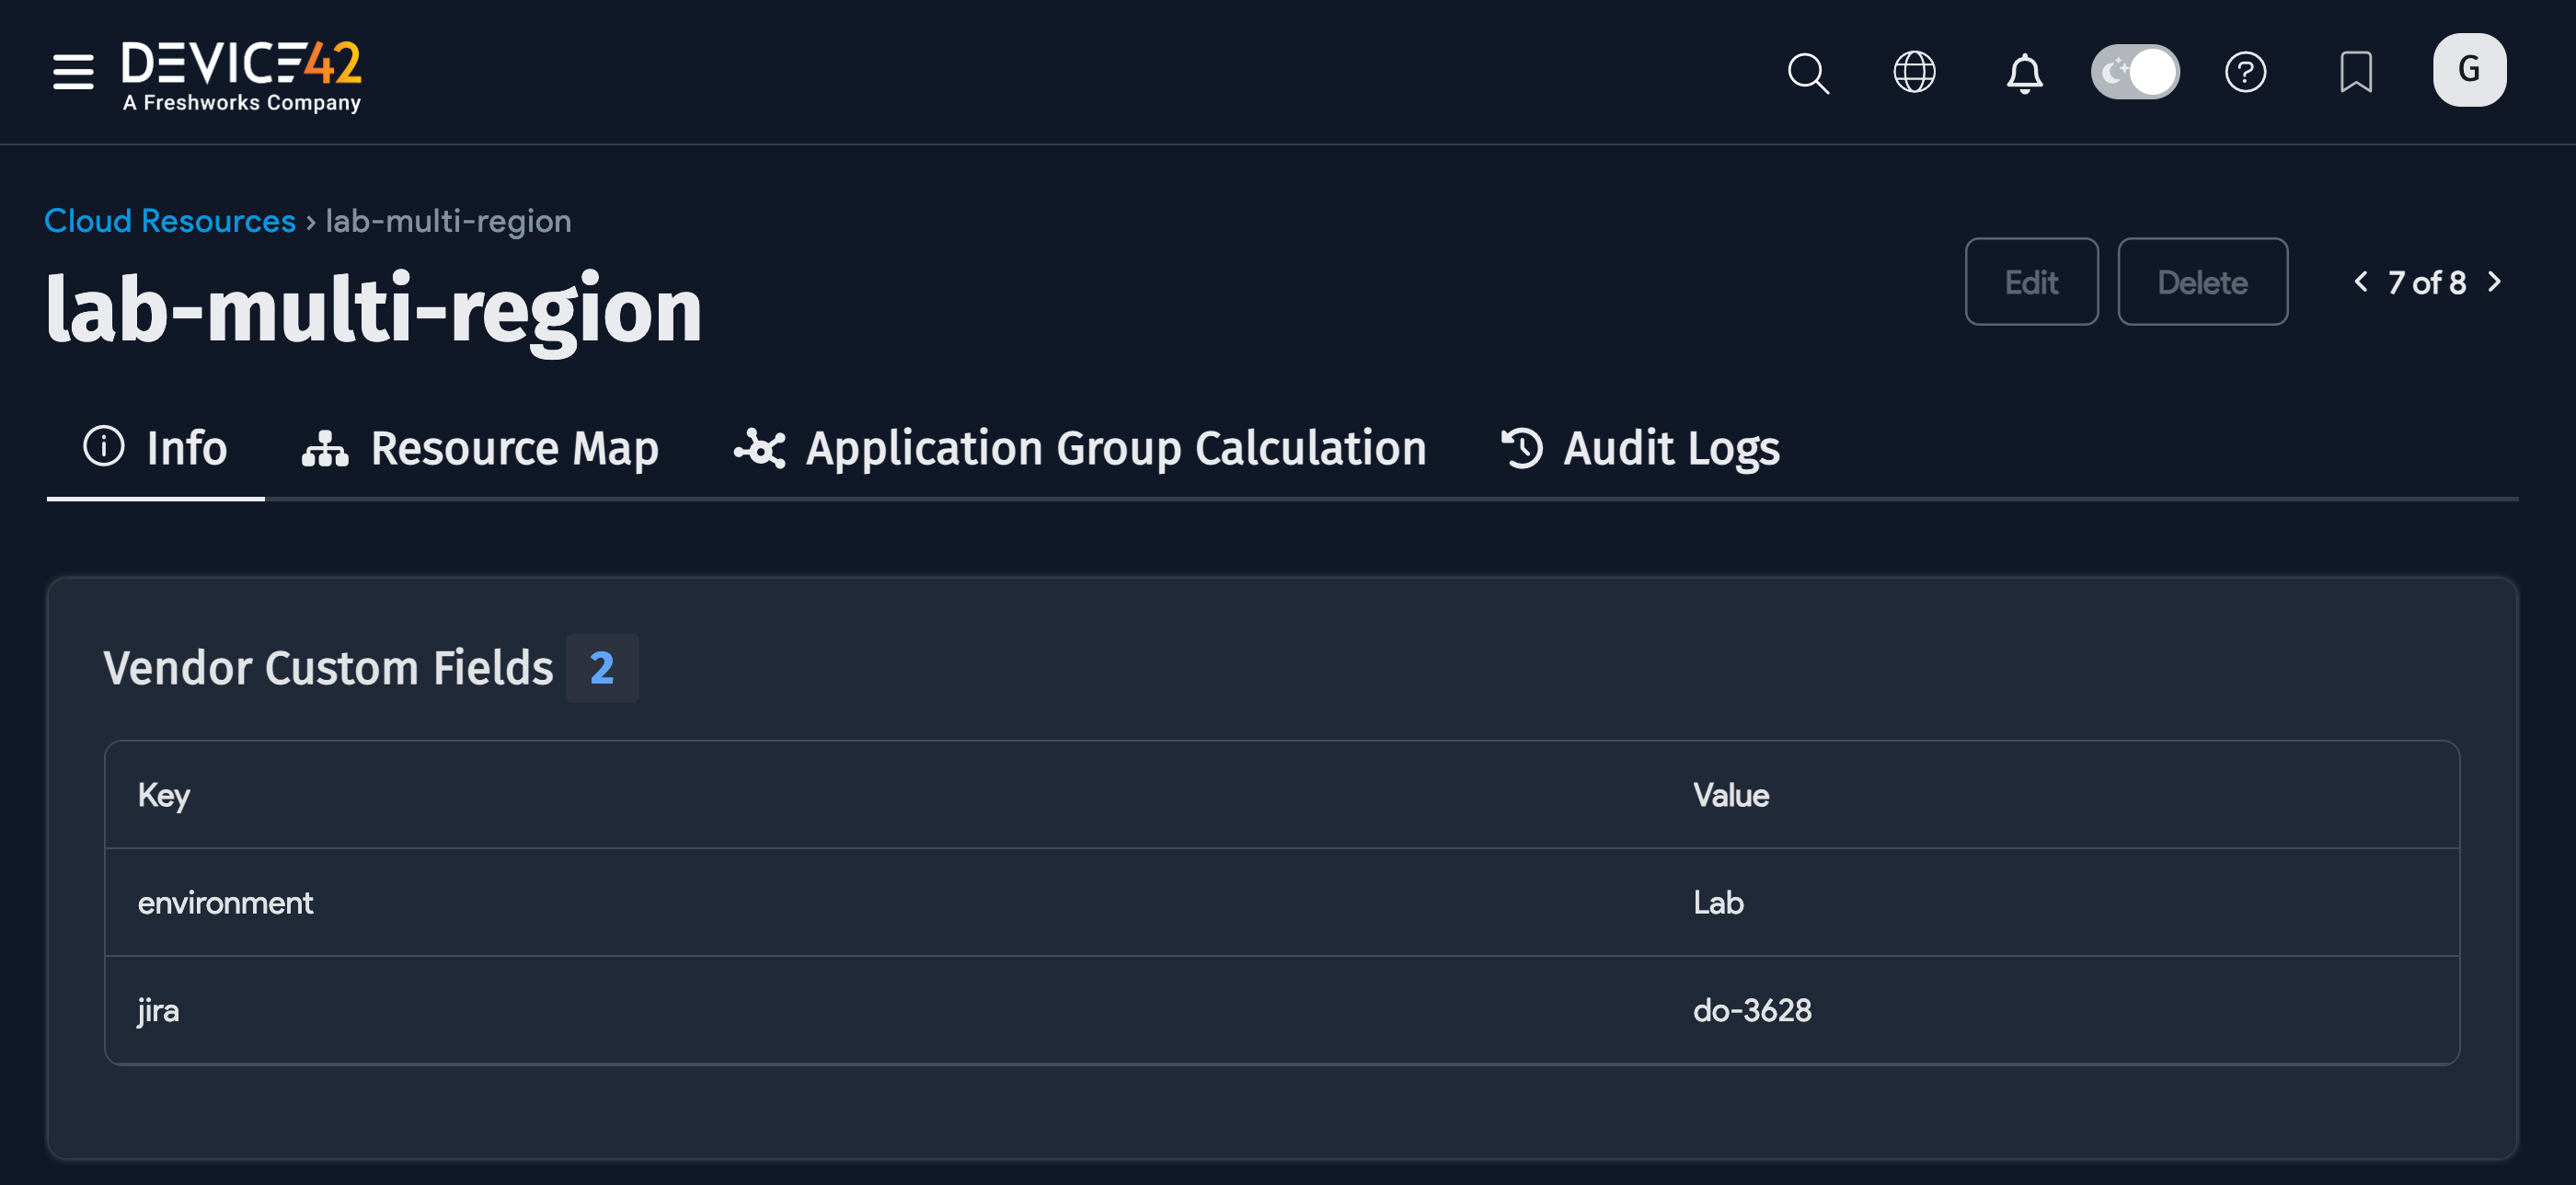 DEVICE42
A Freshworks Company
G
Cloud Resources › lab-multi-region
lab-multi-region
Edit
Delete
7 of 8
Info
Resource Map
Application Group Calculation
Audit Logs
Vendor Custom Fields 2
Key Value
environment Lab
jira do-3628